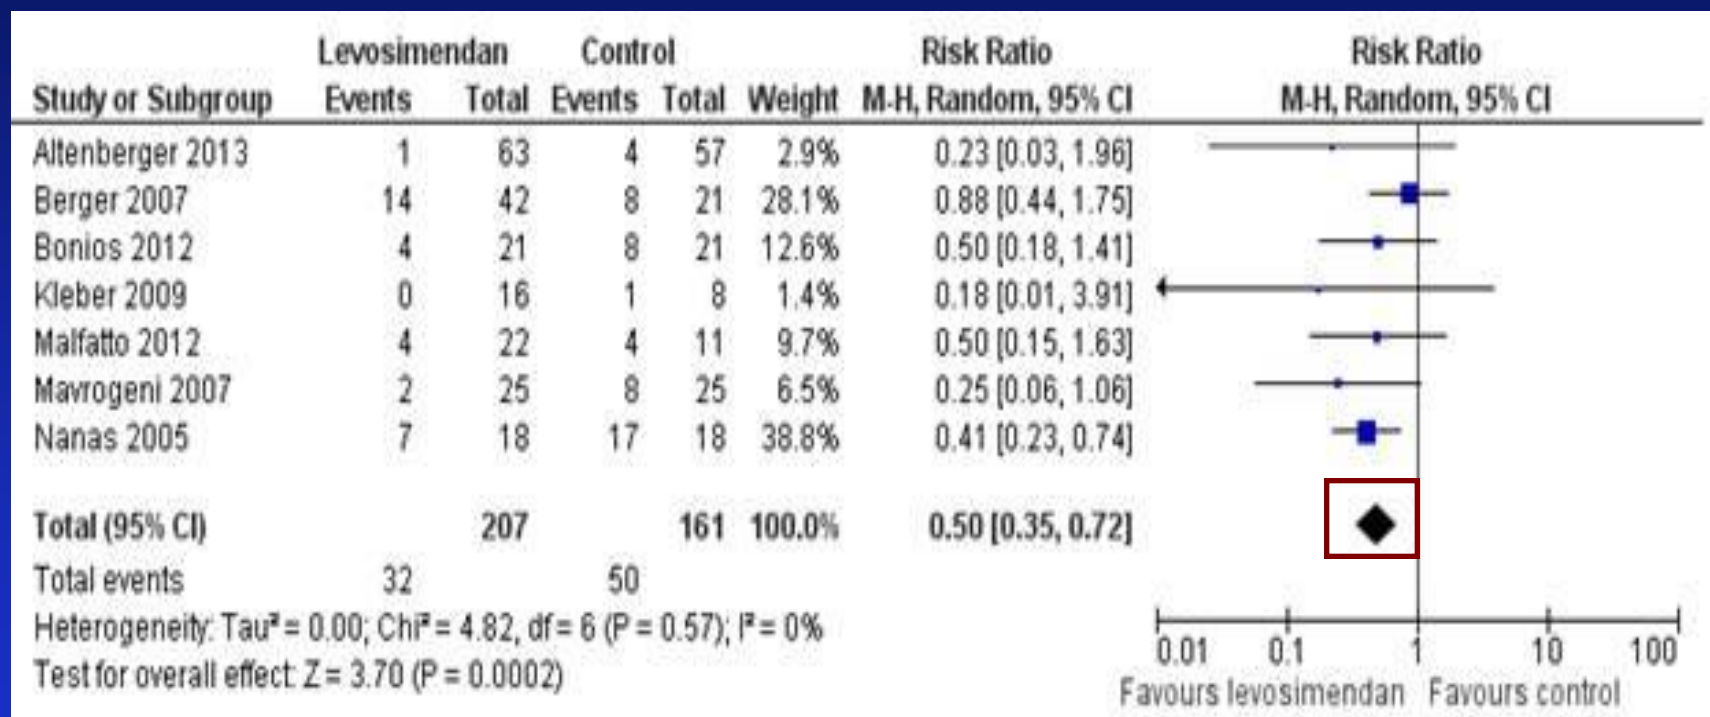 Levosimendan Control Risk Ratio Risk Ratio
Study or Subgroup Events Total Events Total Weight M-H, Random, 95% CI M-H, Random, 95% CI
Altenberger 2013 1 63 4 57 2.9% 0.23 [0.03, 1.96]
Berger 2007 14 42 8 21 28.1% 0.88 [0.44, 1.75]
Bonios 2012 4 21 8 21 12.6% 0.50 [0.18, 1.41]
Kleber 2009 0 16 1 8 1.4% 0.18 [0.01, 3.91]
Malfatto 2012 4 22 4 11 9.7% 0.50 [0.15, 1.63]
Mavrogeni 2007 2 25 8 25 6.5% 0.25 [0.06, 1.06]
Nanas 2005 7 18 17 18 38.8% 0.41 [0.23, 0.74]
Total (95% CI) 207 161 100.0% 0.50 [0.35, 0.72]
Total events 32 50
Heterogeneity: Tau² = 0.00; Chi² = 4.82, df = 6 (P = 0.57); I² = 0%
Test for overall effect: Z = 3.70 (P = 0.0002)
0.01 0.1 1 10 100
Favours levosimendan Favours control